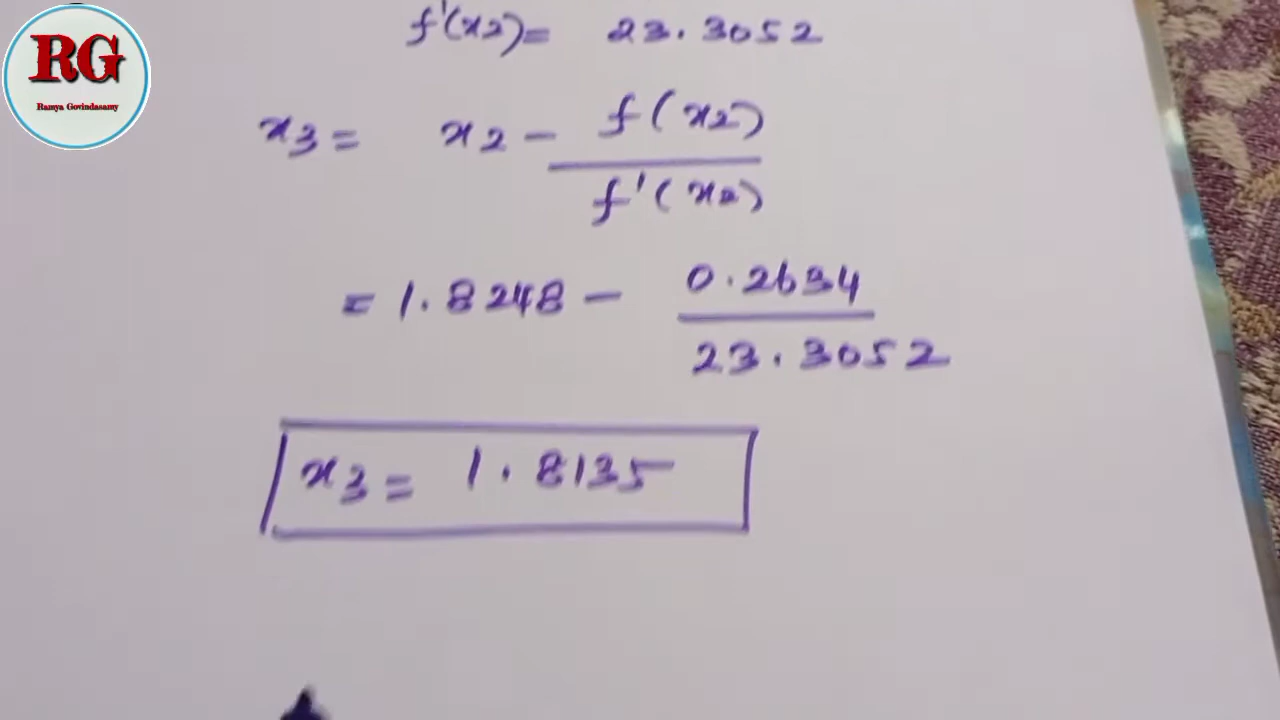 RG
Ramya Govindasamy
f'(x2)= 23.3052
x3= x2 - f(x2) / f'(x2)
= 1.8248 - 0.2634 / 23.3052
x3= 1.8135